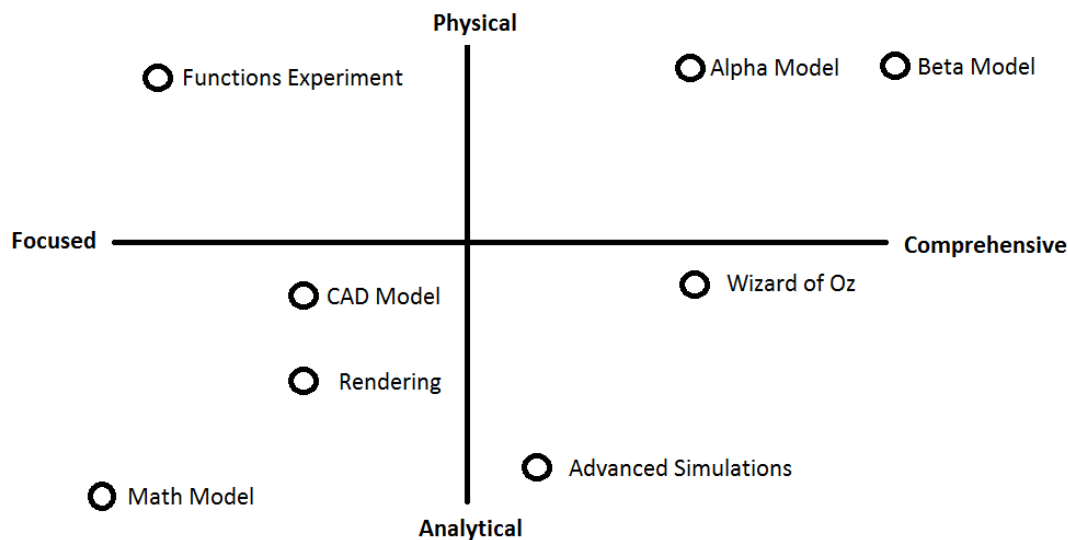 Physical
Functions Experiment
Alpha Model
Beta Model
Focused
Comprehensive
CAD Model
Wizard of Oz
Rendering
Advanced Simulations
Math Model
Analytical